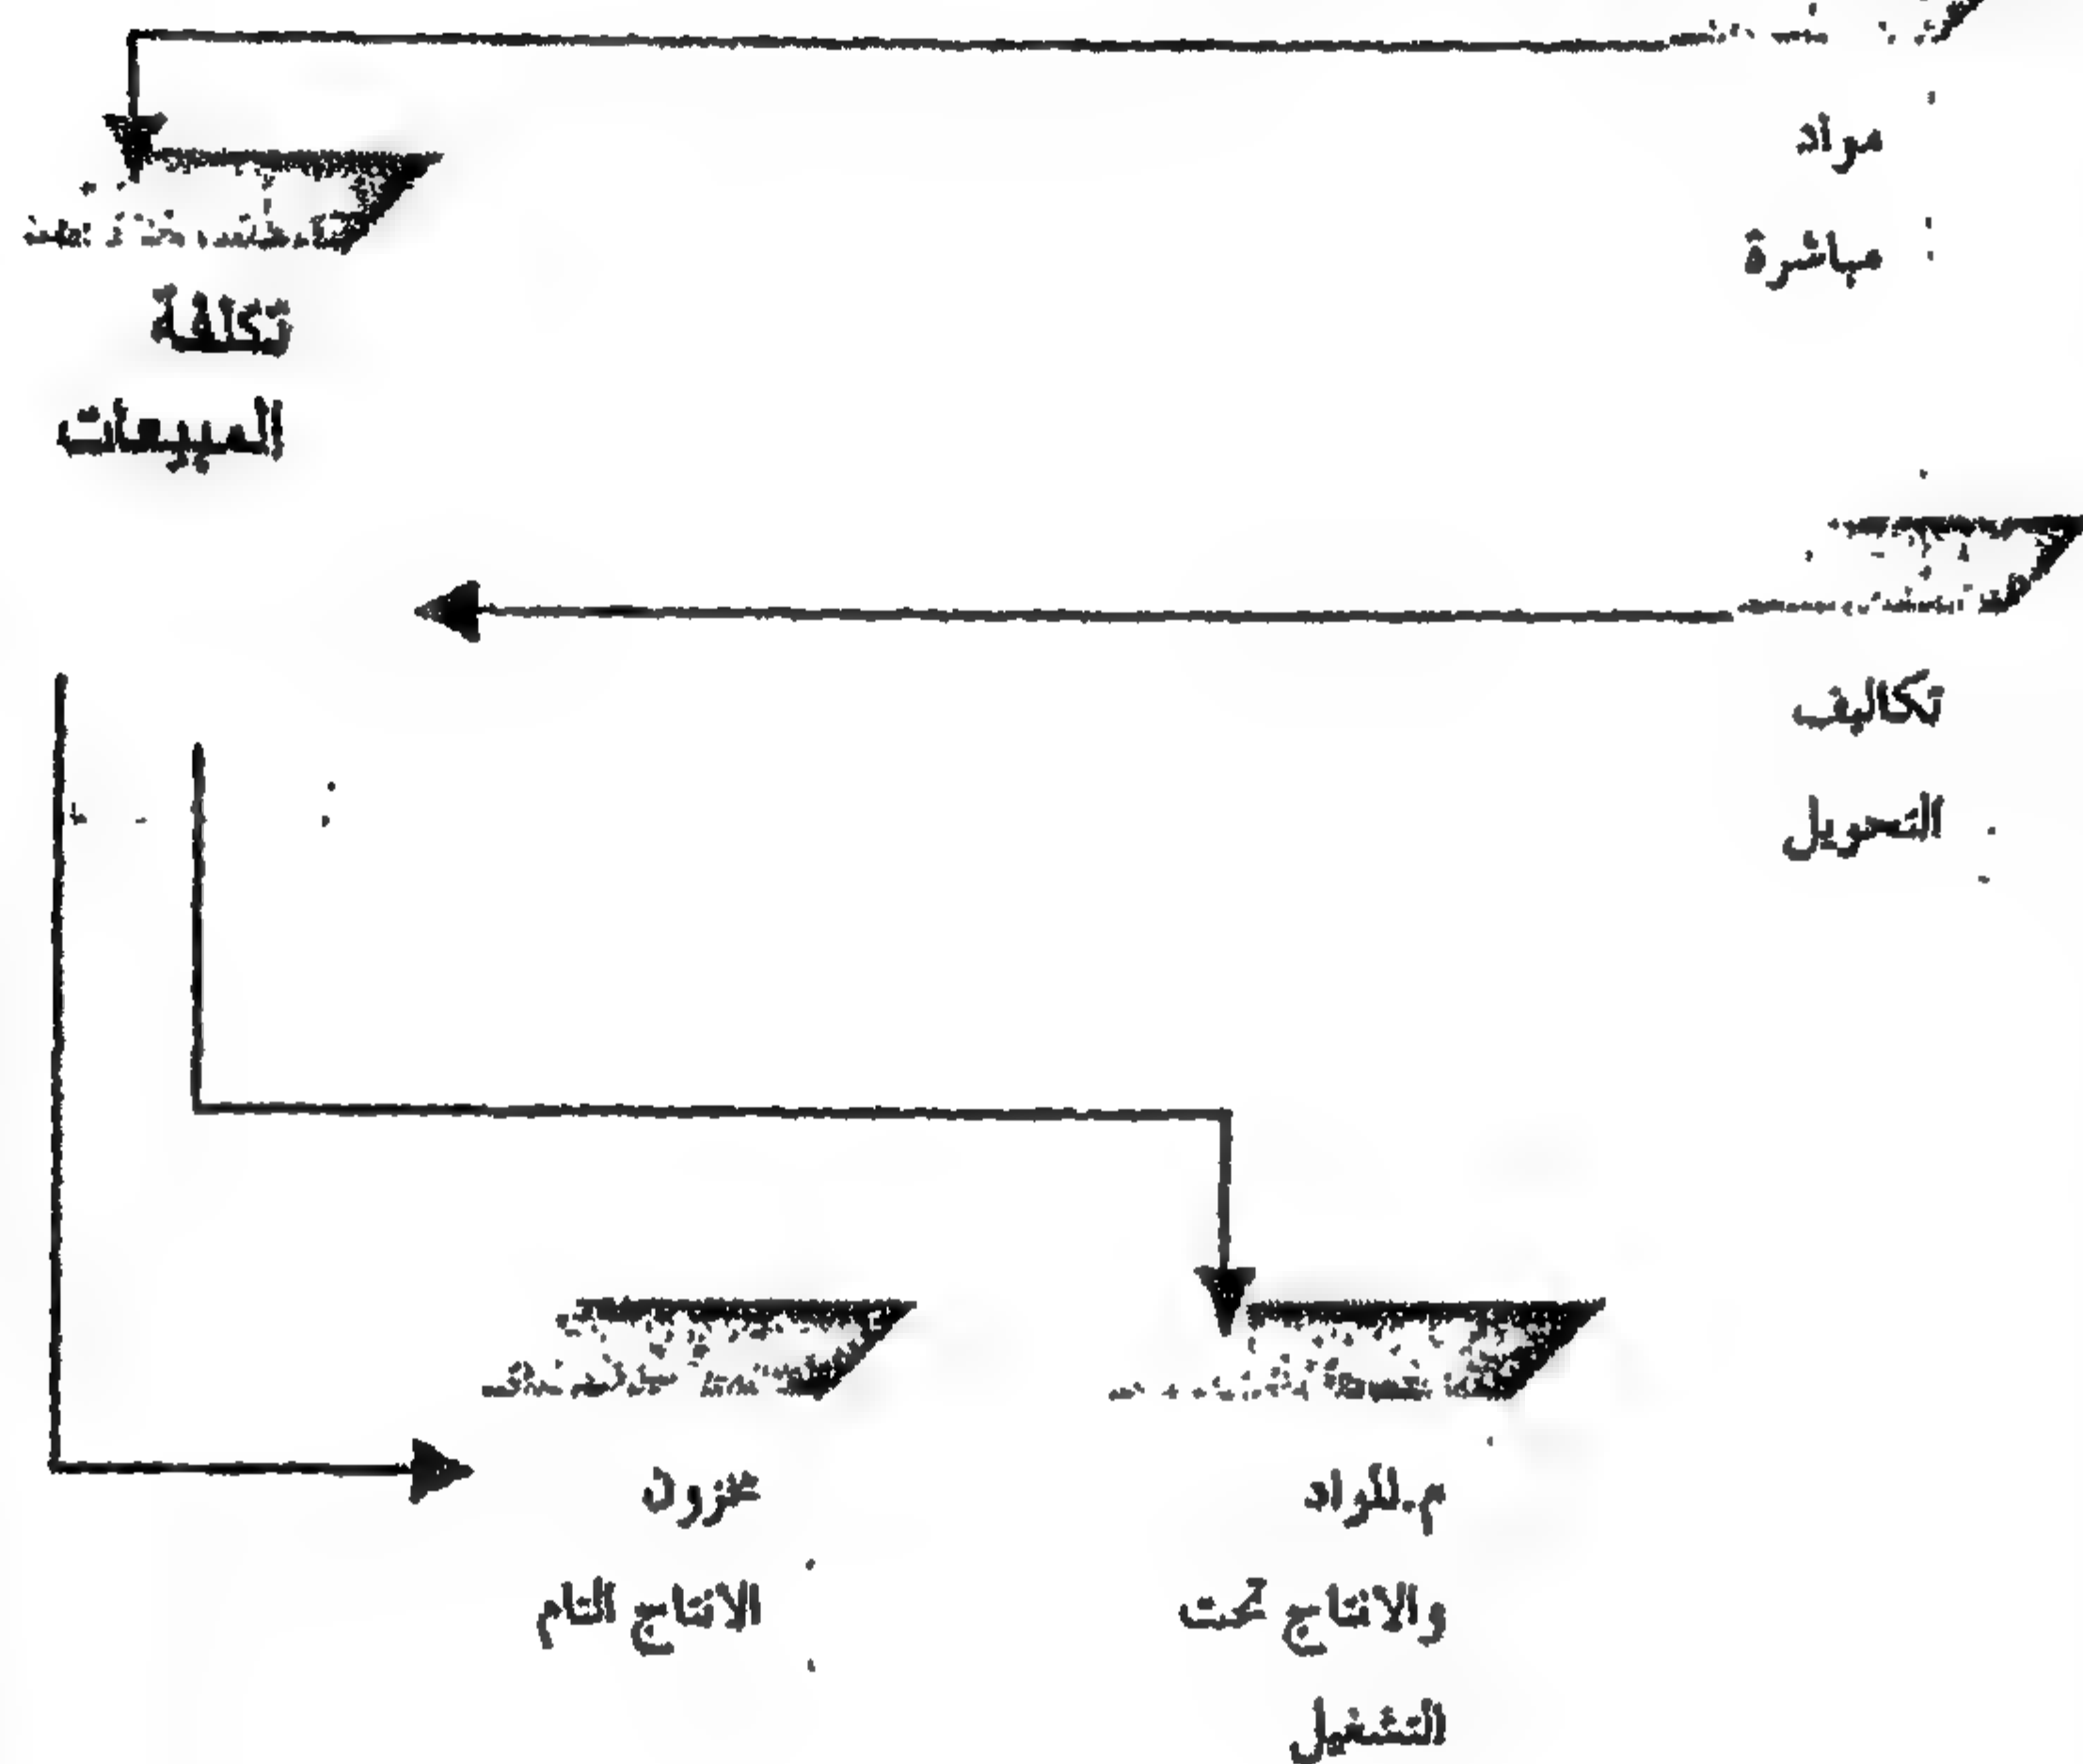 مواد
مباشرة
تكلفة
المبيعات
تكاليف
التحويل
م.المواد
والانتاج تحت
التشغيل
مخزون
الانتاج التام